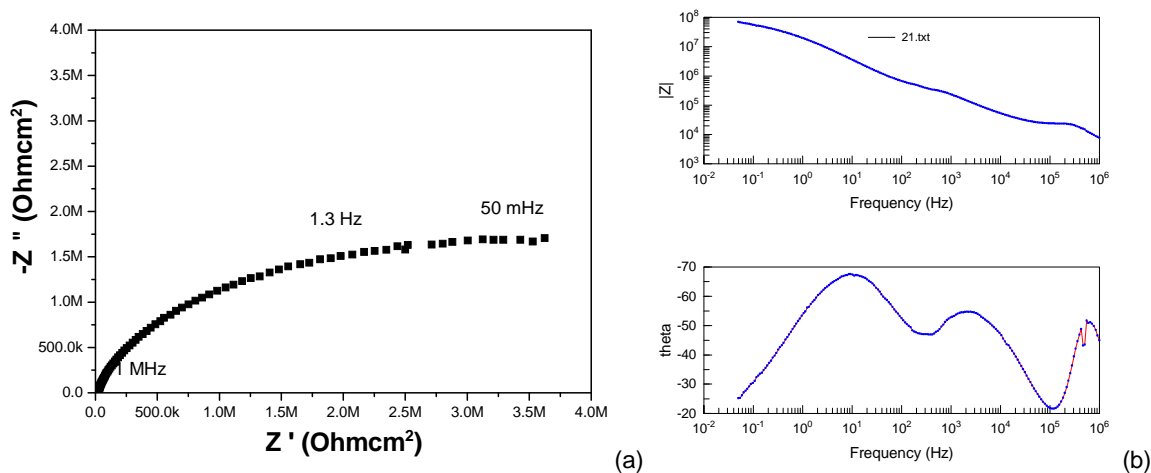 4.0M
3.5M
3.0M
2.5M
2.0M
1.5M
1.0M
500.0k
0.0
-Z '' (Ohmcm²)
1.3 Hz
50 mHz
1 MHz
0.0 500.0k 1.0M 1.5M 2.0M 2.5M 3.0M 3.5M 4.0M
Z ' (Ohmcm²)
(a)
10⁸
10⁷
10⁶
10⁵
10⁴
10³
|Z|
21.txt
10⁻² 10⁻¹ 10⁰ 10¹ 10² 10³ 10⁴ 10⁵ 10⁶
Frequency (Hz)
-70
-60
-50
-40
-30
-20
theta
10⁻² 10⁻¹ 10⁰ 10¹ 10² 10³ 10⁴ 10⁵ 10⁶
Frequency (Hz)
(b)